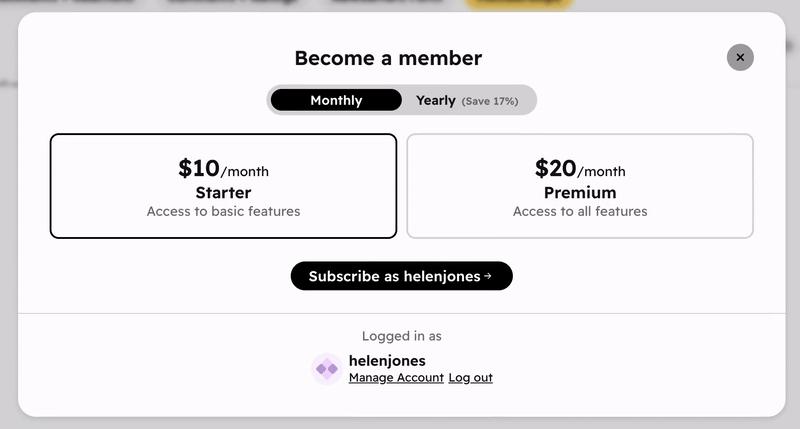 Become a member
Monthly
Yearly (Save 17%)
$10/month
Starter
Access to basic features
$20/month
Premium
Access to all features
Subscribe as helenjones →
Logged in as
helenjones
Manage Account Log out